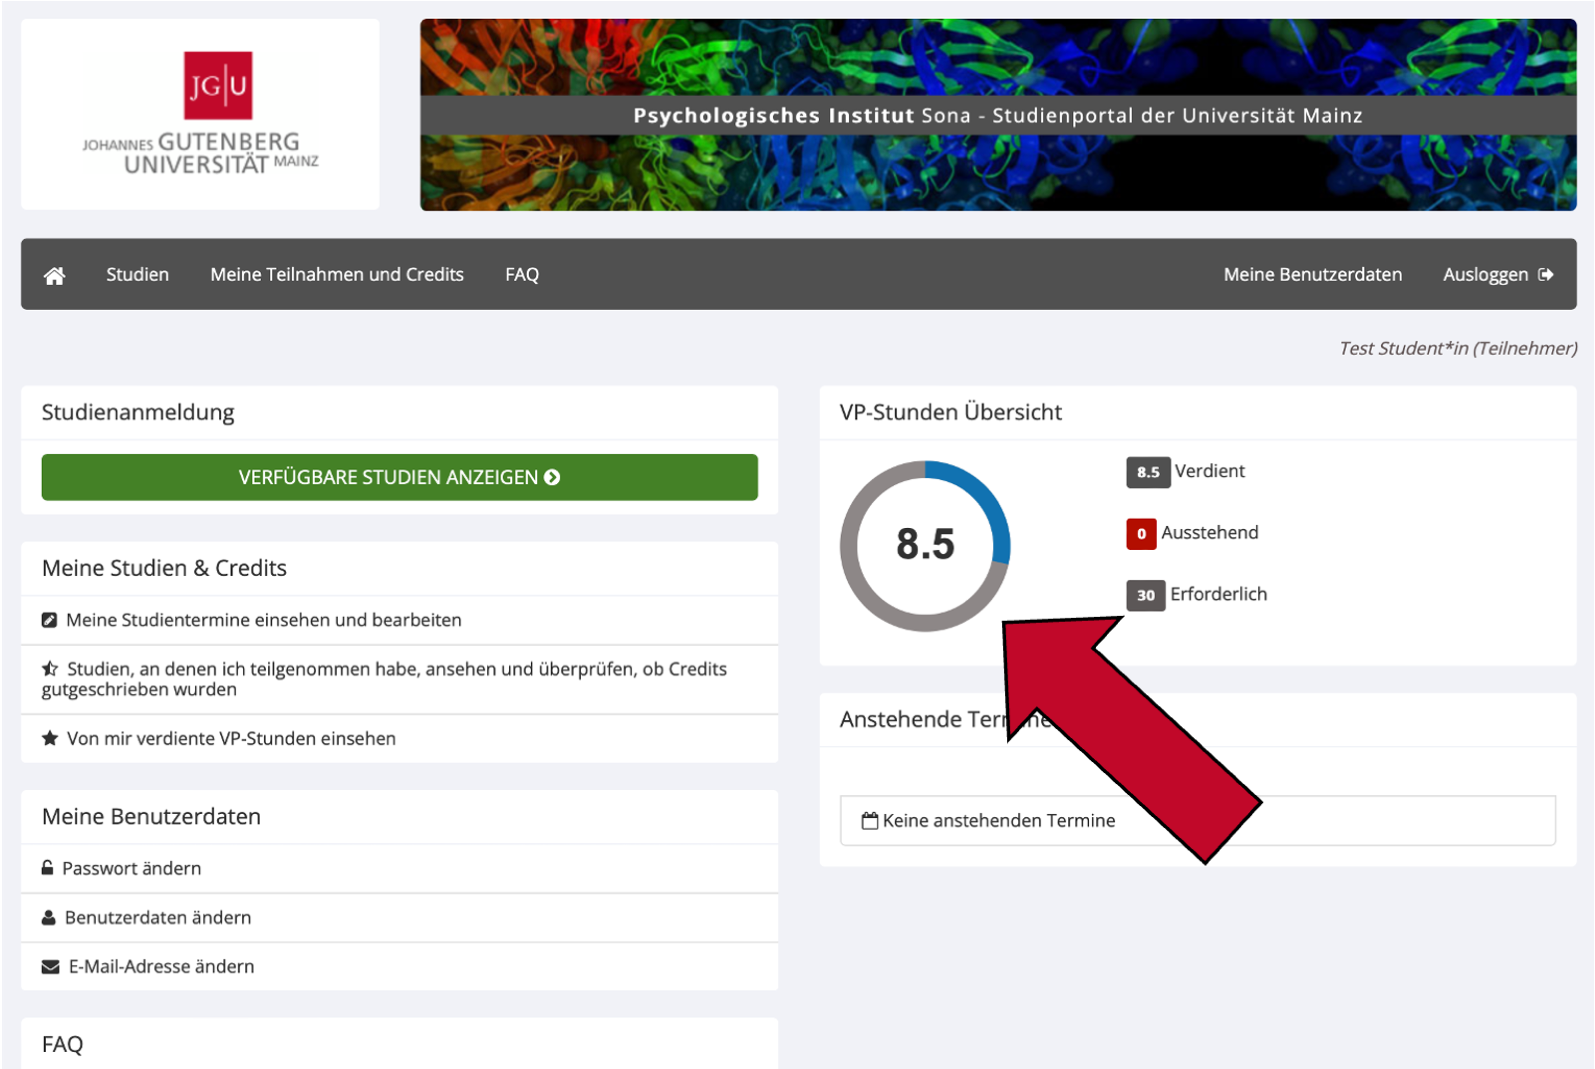 JG|U
JOHANNES GUTENBERG
UNIVERSITÄT MAINZ
Psychologisches Institut Sona - Studienportal der Universität Mainz
Studien
Meine Teilnahmen und Credits
FAQ
Meine Benutzerdaten
Ausloggen
Test Student*in (Teilnehmer)
Studienanmeldung
VERFÜGBARE STUDIEN ANZEIGEN
Meine Studien & Credits
Meine Studientermine einsehen und bearbeiten
Studien, an denen ich teilgenommen habe, ansehen und überprüfen, ob Credits
gutgeschrieben wurden
Von mir verdiente VP-Stunden einsehen
Meine Benutzerdaten
Passwort ändern
Benutzerdaten ändern
E-Mail-Adresse ändern
FAQ
VP-Stunden Übersicht
8.5
8.5 Verdient
0 Ausstehend
30 Erforderlich
Anstehende Termine
Keine anstehenden Termine